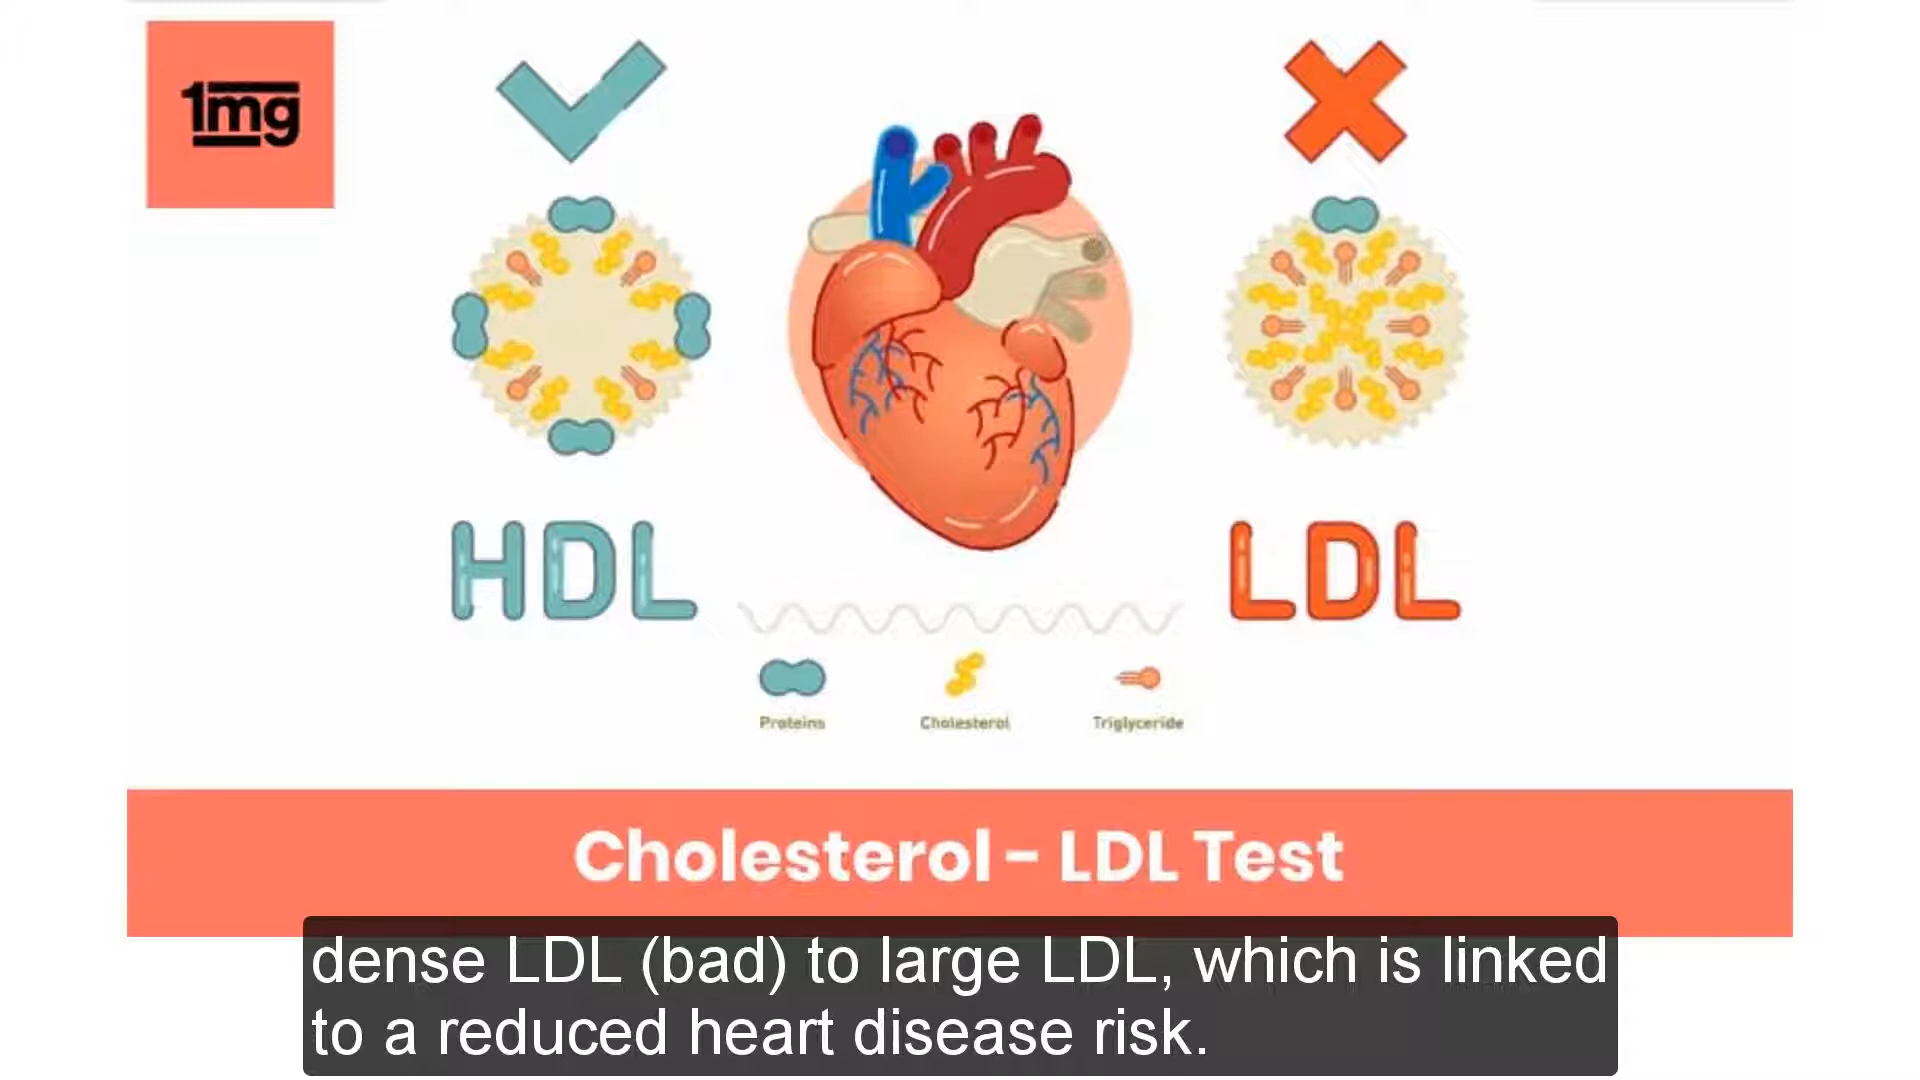 1mg
HDL
LDL
Proteins
Cholesterol
Triglyceride
Cholesterol - LDL Test
dense LDL (bad) to large LDL, which is linked
to a reduced heart disease risk.